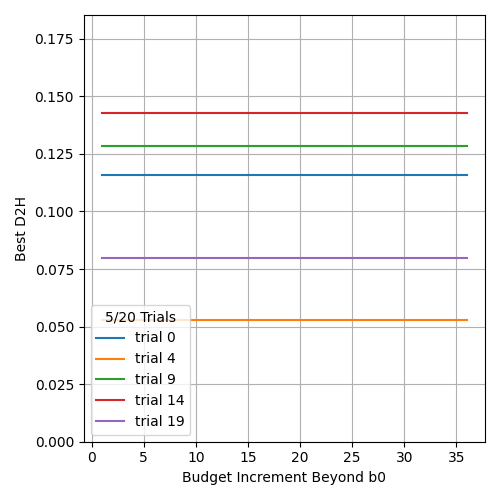 0.175
0.150
0.125
0.100
0.075
0.050
0.025
0.000
Best D2H
5/20 Trials
trial 0
trial 4
trial 9
trial 14
trial 19
0 5 10 15 20 25 30 35
Budget Increment Beyond b0